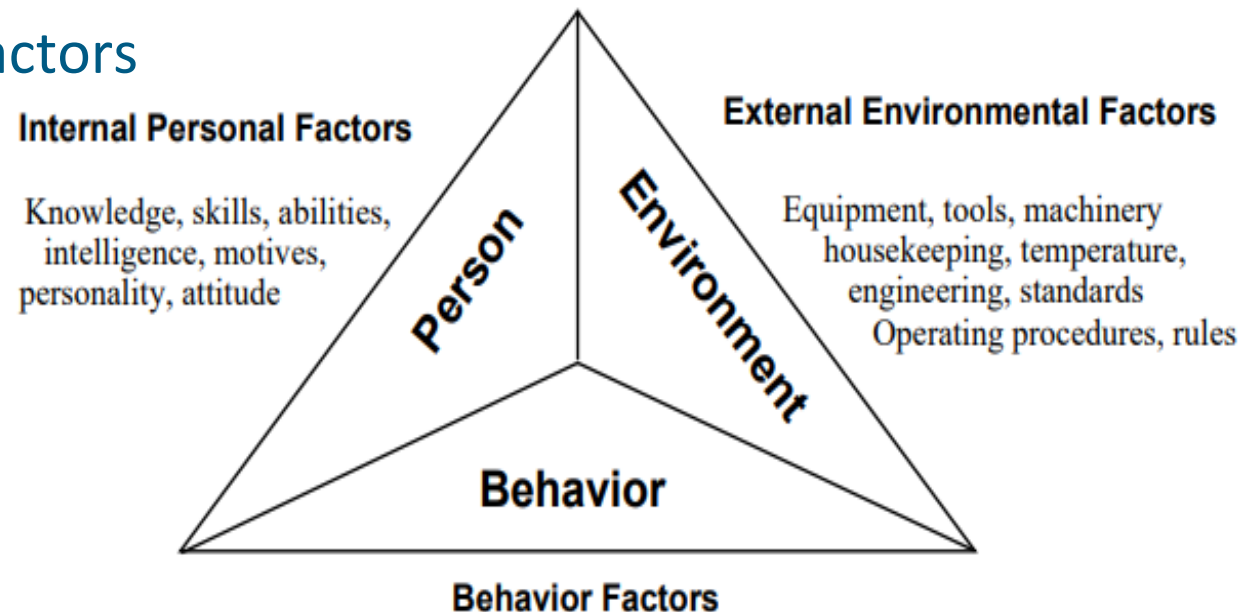 actors
Internal Personal Factors
Knowledge, skills, abilities,
intelligence, motives,
personality, attitude
Person
Environment
External Environmental Factors
Equipment, tools, machinery
housekeeping, temperature,
engineering, standards
Operating procedures, rules
Behavior
Behavior Factors